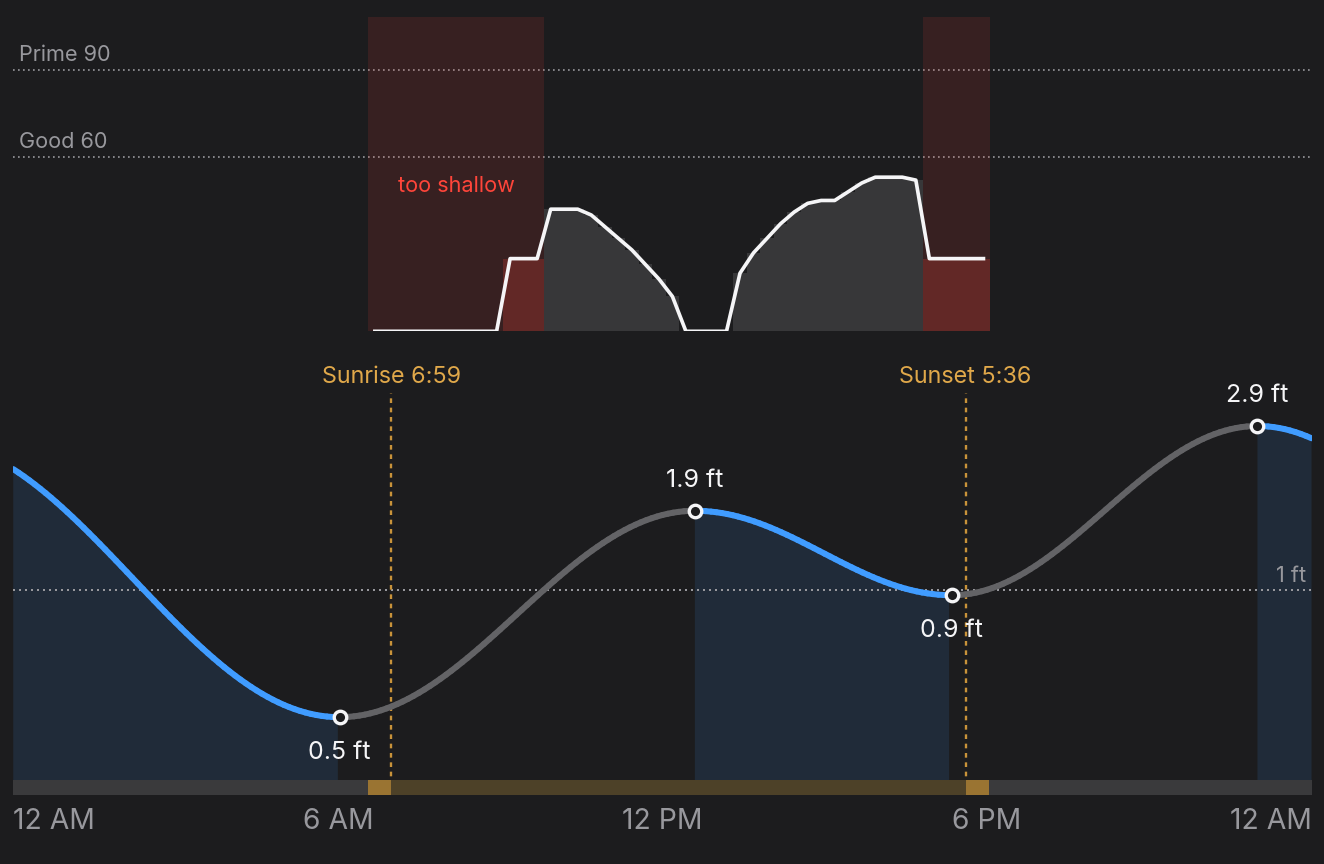 Prime 90
Good 60
too shallow
Sunrise 6:59
Sunset 5:36
2.9 ft
1.9 ft
1 ft
0.9 ft
0.5 ft
12 AM
6 AM
12 PM
6 PM
12 AM